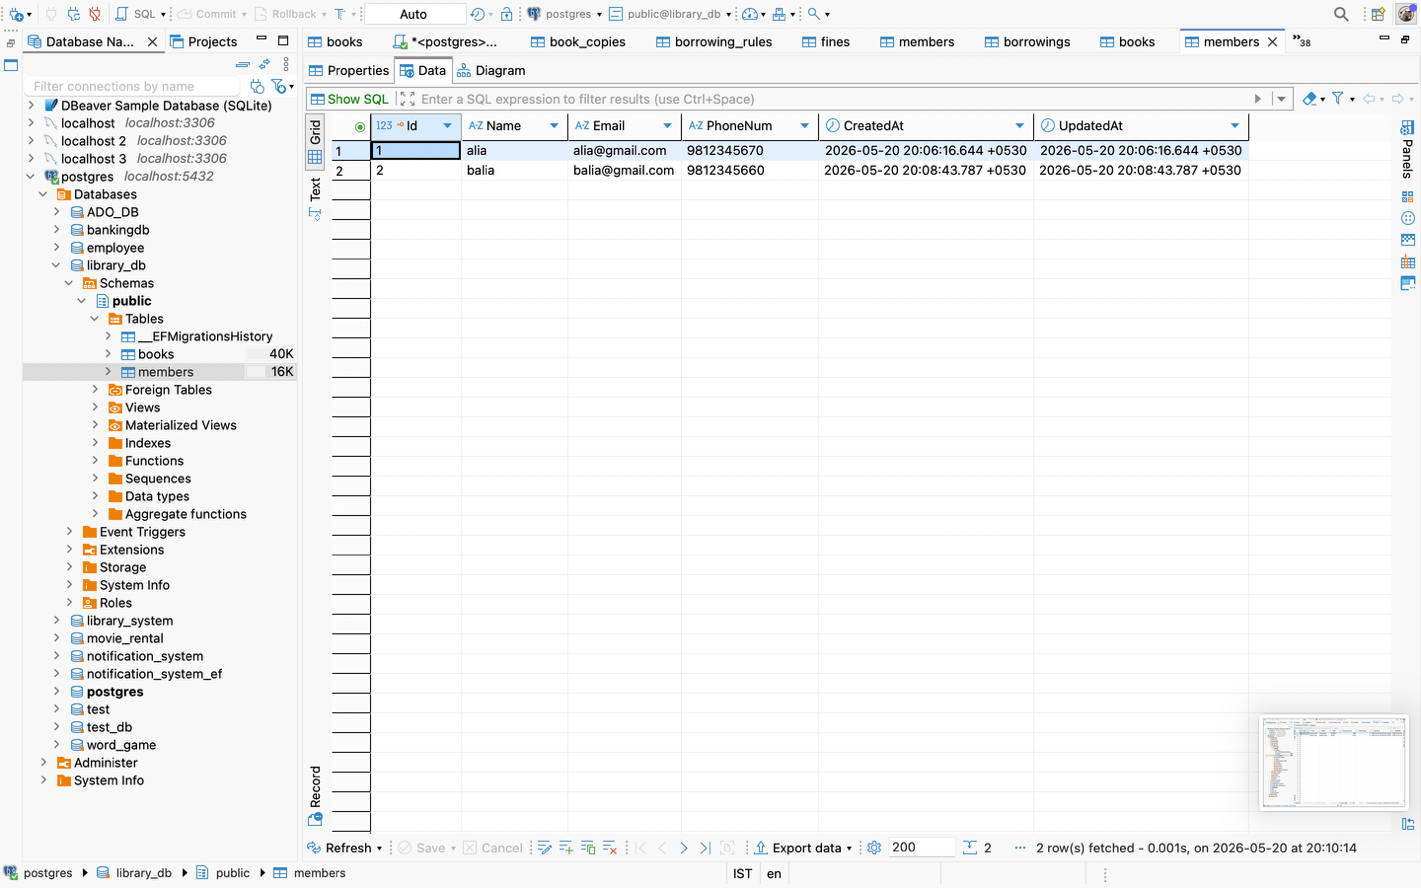 SQL Commit Rollback T Auto postgres public@library_db
Database Na... Projects
books *<postgres>... book_copies borrowing_rules fines members borrowings books members 38
Properties Data Diagram
Filter connections by name
Show SQL Enter a SQL expression to filter results (use Ctrl+Space)
DBeaver Sample Database (SQLite)
localhost localhost:3306
localhost 2 localhost:3306
localhost 3 localhost:3306
postgres localhost:5432
Databases
ADO_DB
bankingdb
employee
library_db
Schemas
public
Tables
__EFMigrationsHistory
books 40K
members 16K
Foreign Tables
Views
Materialized Views
Indexes
Functions
Sequences
Data types
Aggregate functions
Event Triggers
Extensions
Storage
System Info
Roles
library_system
movie_rental
notification_system
notification_system_ef
postgres
test
test_db
word_game
Administer
System Info
Grid
Text
Record
123 Id A-Z Name A-Z Email A-Z PhoneNum CreatedAt UpdatedAt
1 1 alia alia@gmail.com 9812345670 2026-05-20 20:06:16.644 +0530 2026-05-20 20:06:16.644 +0530
2 2 balia balia@gmail.com 9812345660 2026-05-20 20:08:43.787 +0530 2026-05-20 20:08:43.787 +0530
Panels
Refresh Save Cancel Export data 200 2 ... 2 row(s) fetched - 0.001s, on 2026-05-20 at 20:10:14
postgres library_db public members IST en